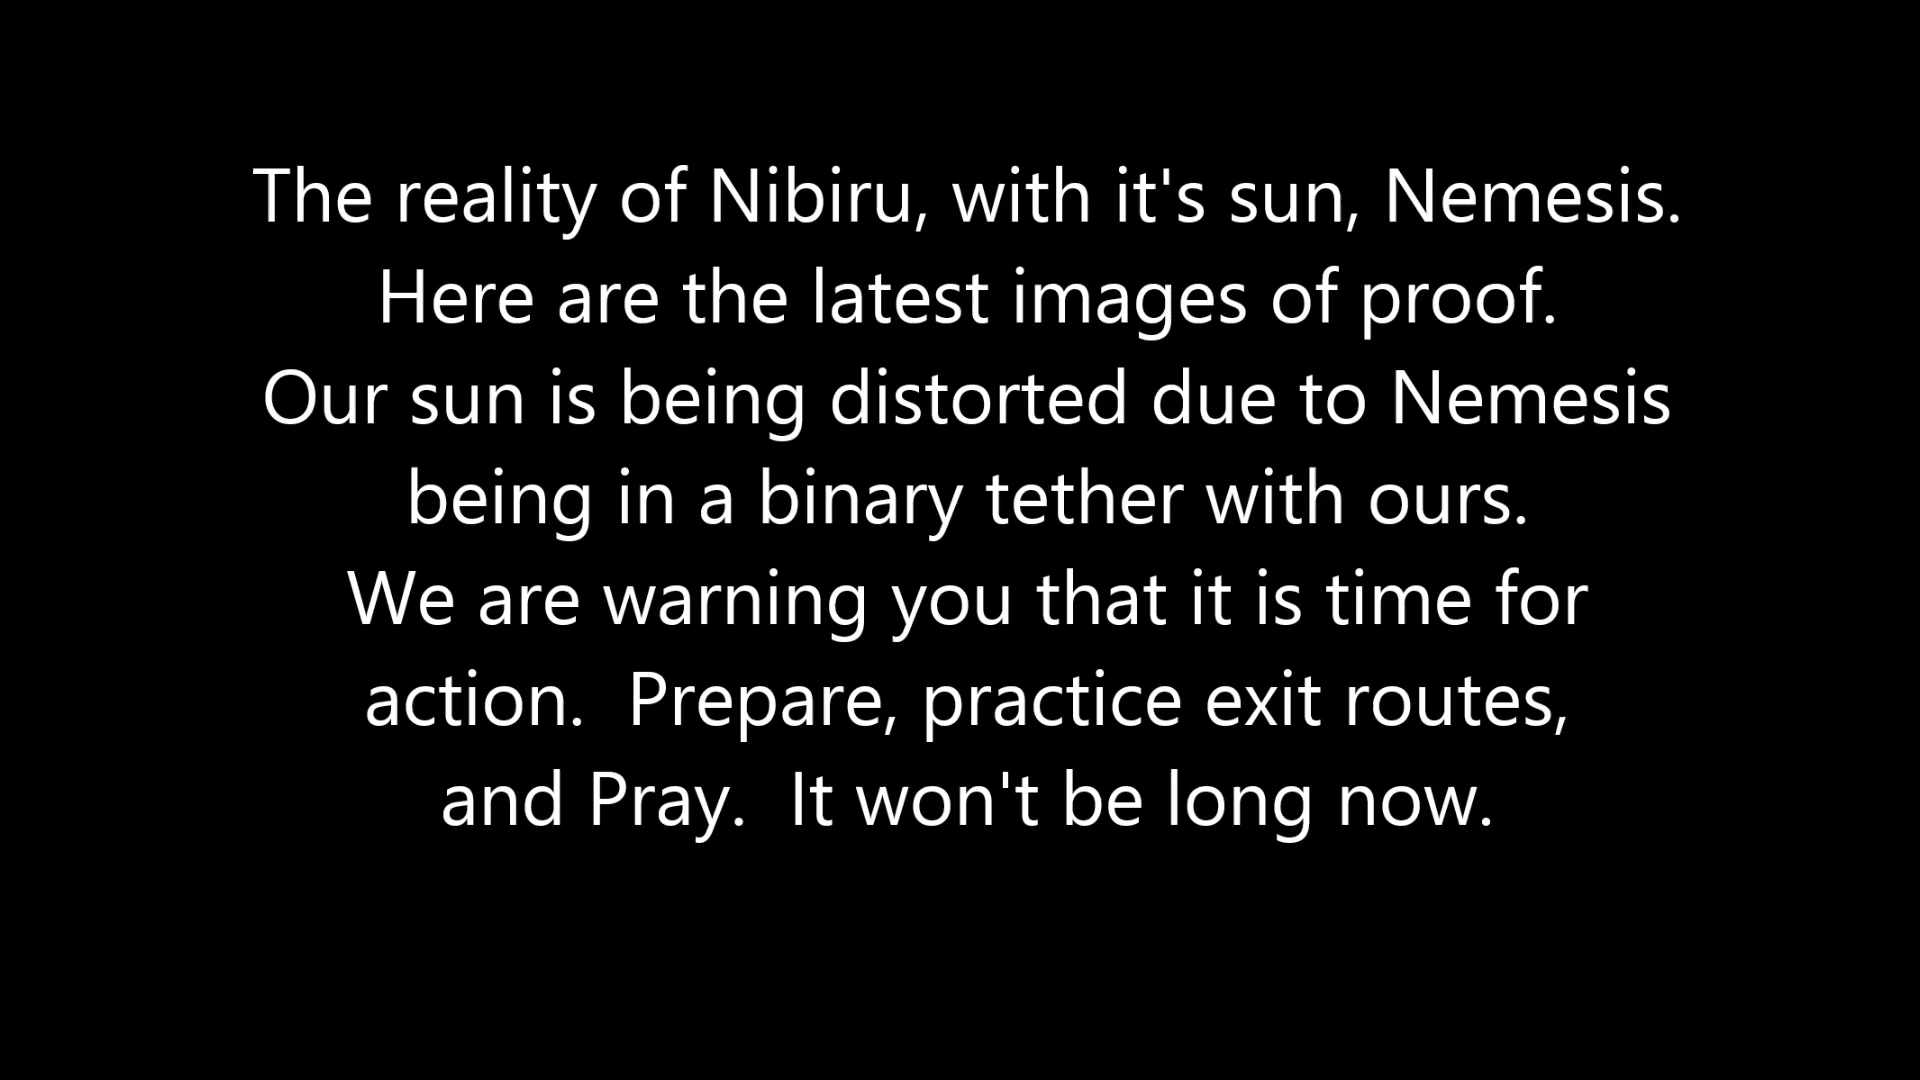 The reality of Nibiru, with it's sun, Nemesis.
Here are the latest images of proof.
Our sun is being distorted due to Nemesis
being in a binary tether with ours.
We are warning you that it is time for
action.  Prepare, practice exit routes,
and Pray.  It won't be long now.